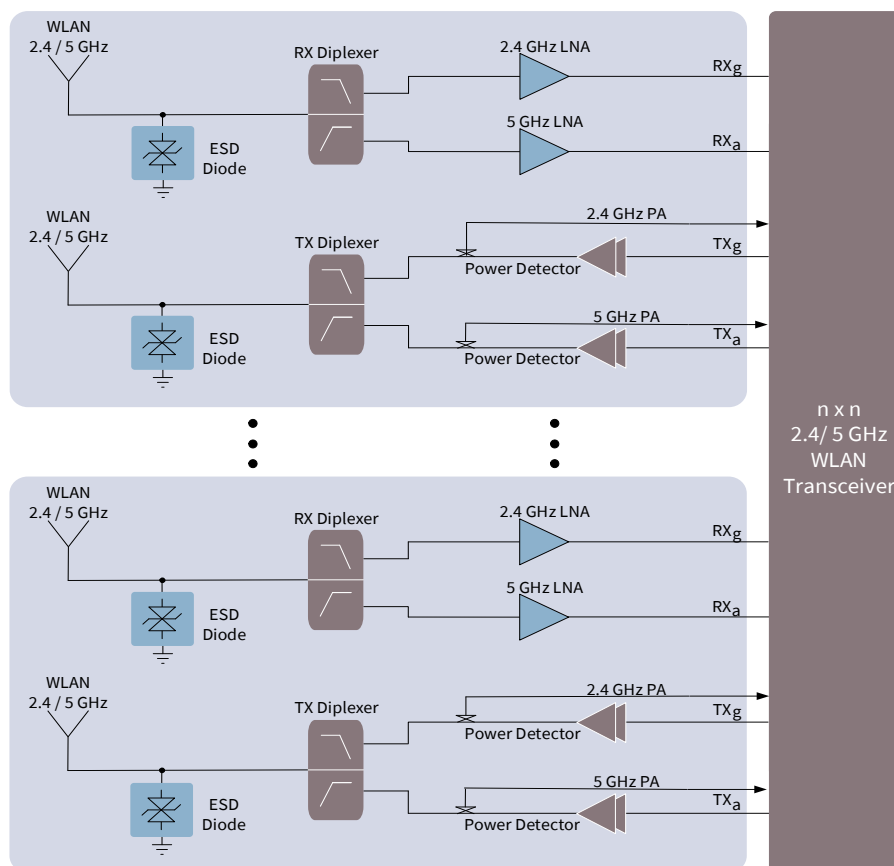 WLAN
2.4 / 5 GHz
RX Diplexer
2.4 GHz LNA
RXg
5 GHz LNA
RXa
ESD
Diode
WLAN
2.4 / 5 GHz
TX Diplexer
2.4 GHz PA
TXg
Power Detector
5 GHz PA
TXa
Power Detector
ESD
Diode
n x n
2.4/ 5 GHz
WLAN
Transceiver
WLAN
2.4 / 5 GHz
RX Diplexer
2.4 GHz LNA
RXg
5 GHz LNA
RXa
ESD
Diode
WLAN
2.4 / 5 GHz
TX Diplexer
2.4 GHz PA
TXg
Power Detector
5 GHz PA
TXa
Power Detector
ESD
Diode